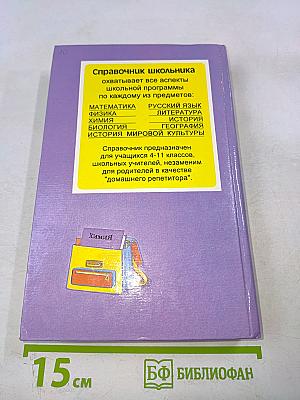 Справочник школьника
охватывает все аспекты
школьной программы
по каждому из предметов:
МАТЕМАТИКА РУССКИЙ ЯЗЫК
ФИЗИКА ЛИТЕРАТУРА
ХИМИЯ ИСТОРИЯ
БИОЛОГИЯ ГЕОГРАФИЯ
ИСТОРИЯ МИРОВОЙ КУЛЬТУРЫ
Справочник предназначен
для учащихся 4-11 классов,
школьных учителей, незаменим
для родителей в качестве
"домашнего репетитора".
ХИМИЯ
15 см
БФ БИБЛИОФАН